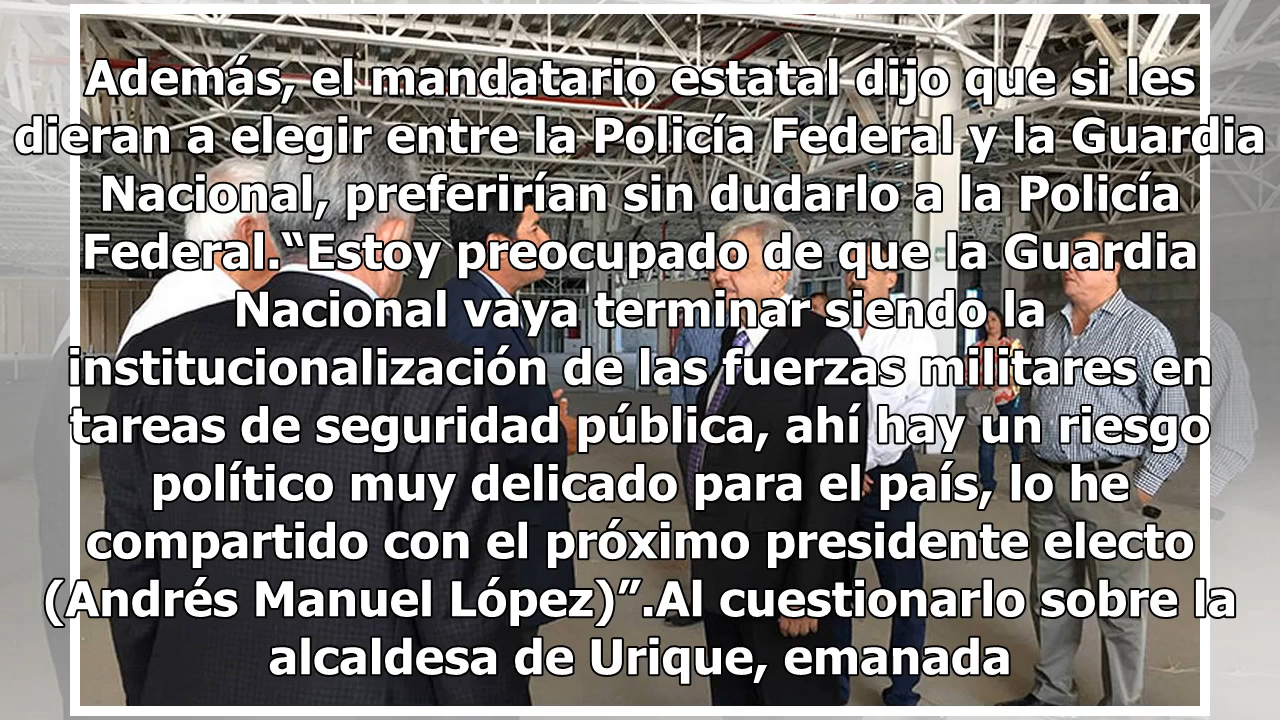 Además, el mandatario estatal dijo que si les
dieran a elegir entre la Policía Federal y la Guardia
Nacional, preferirían sin dudarlo a la Policía
Federal.“Estoy preocupado de que la Guardia
Nacional vaya terminar siendo la
institucionalización de las fuerzas militares en
tareas de seguridad pública, ahí hay un riesgo
político muy delicado para el país, lo he
compartido con el próximo presidente electo
(Andrés Manuel López)”.Al cuestionarlo sobre la
alcaldesa de Urique, emanada